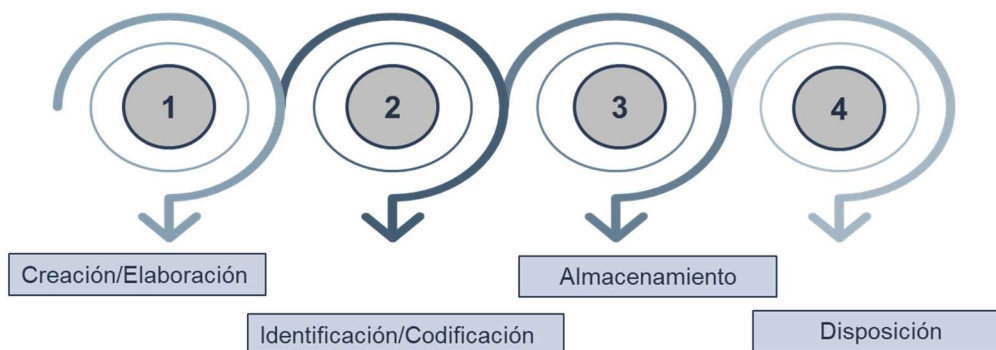 1
2
3
4
Creación/Elaboración
Identificación/Codificación
Almacenamiento
Disposición